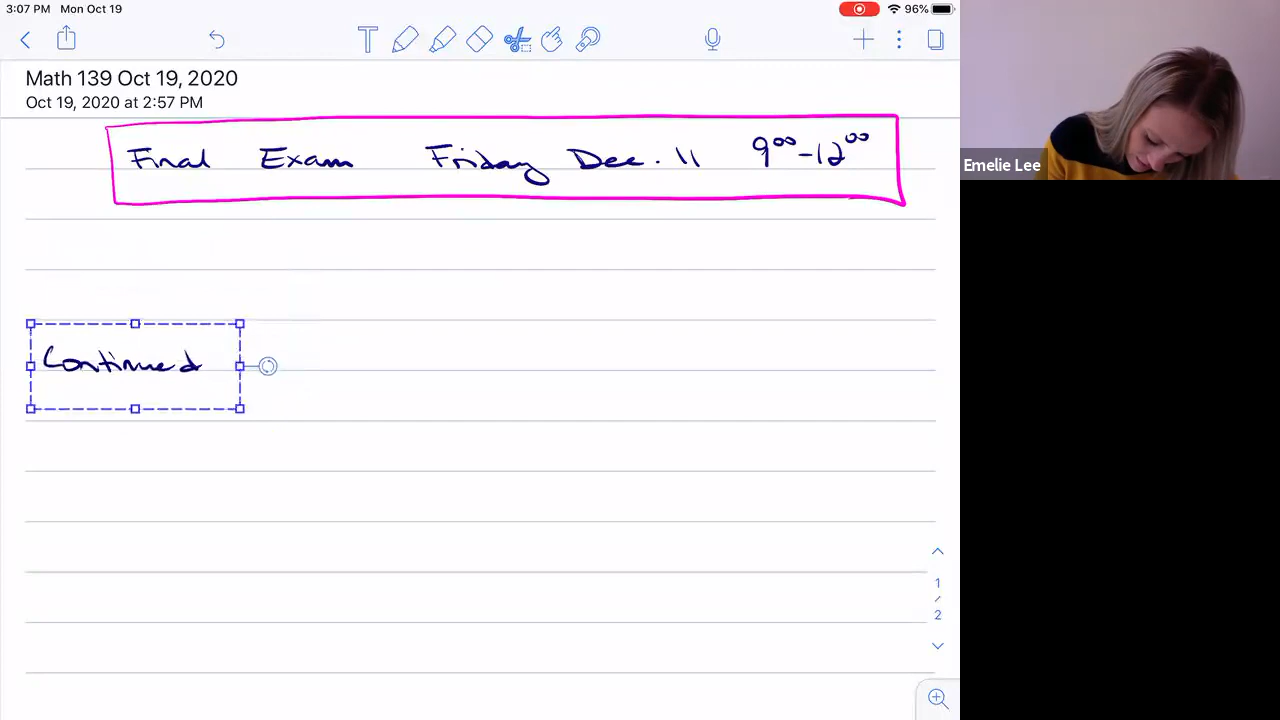 3:07 PM Mon Oct 19
96%
Math 139 Oct 19, 2020
Oct 19, 2020 at 2:57 PM
Final Exam Friday Dec. 11 9⁰⁰-12⁰⁰
Continued
1
/
2
Emelie Lee